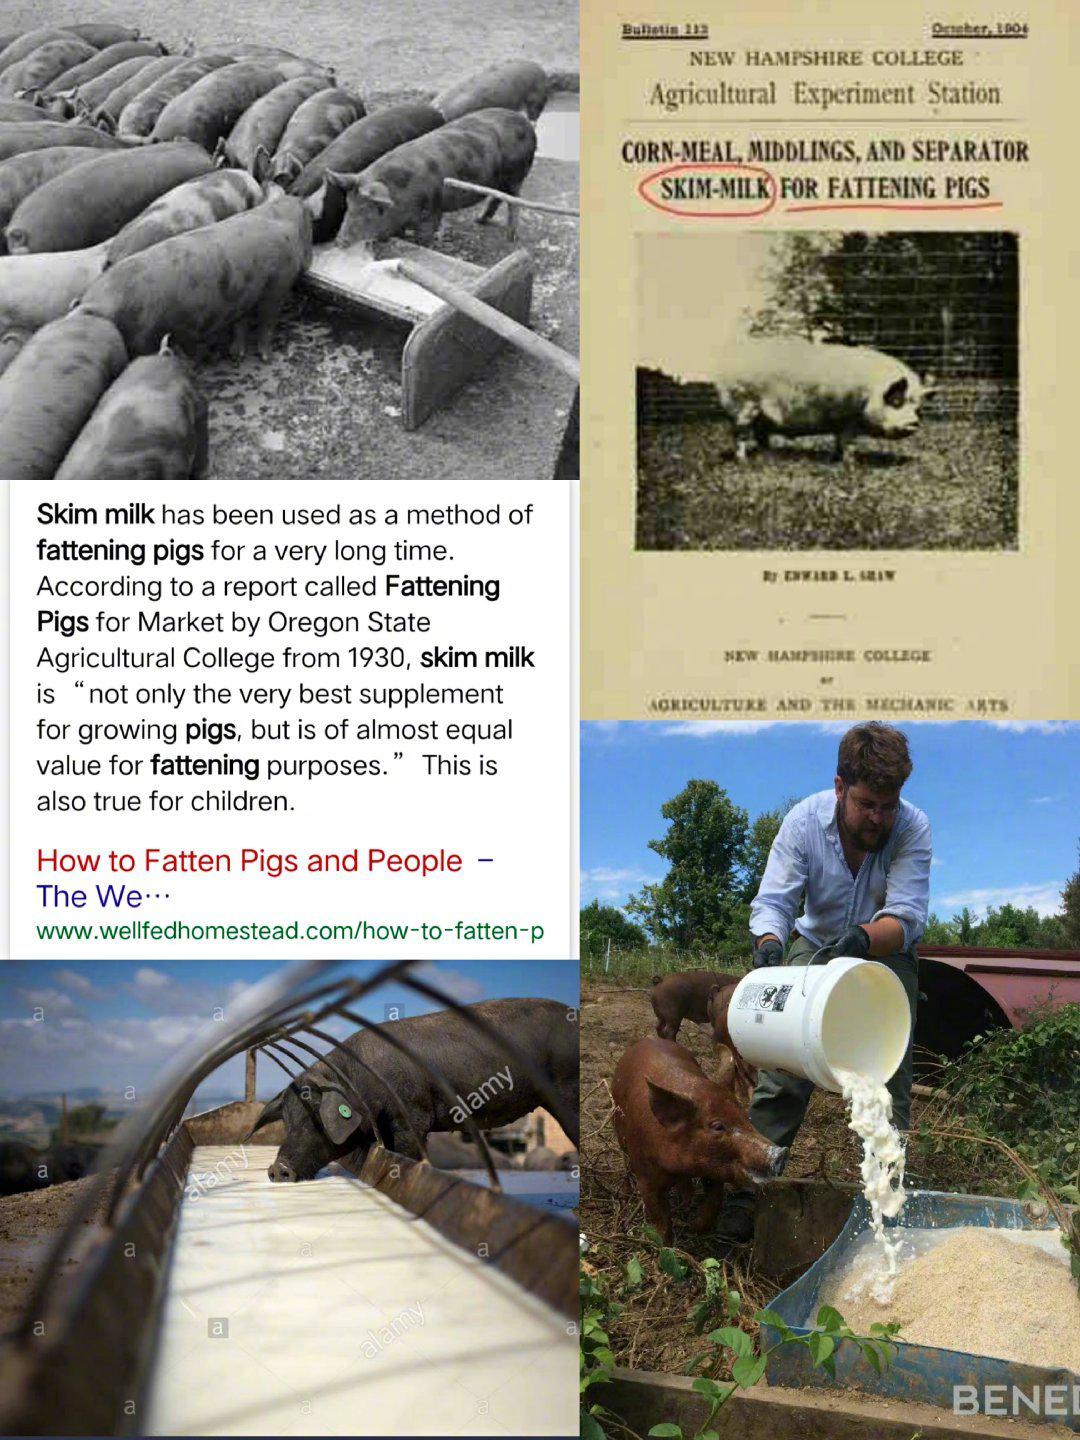 Bulletin 113 October, 1904
NEW HAMPSHIRE COLLEGE
Agricultural Experiment Station
CORN-MEAL, MIDDLINGS, AND SEPARATOR
SKIM-MILK FOR FATTENING PIGS
By EDWARD L. SHAW
NEW HAMPSHIRE COLLEGE
OF
AGRICULTURE AND THE MECHANIC ARTS
Skim milk has been used as a method of
fattening pigs for a very long time.
According to a report called Fattening
Pigs for Market by Oregon State
Agricultural College from 1930, skim milk
is “not only the very best supplement
for growing pigs, but is of almost equal
value for fattening purposes.” This is
also true for children.
How to Fatten Pigs and People –
The We…
www.wellfedhomestead.com/how-to-fatten-p
a a a a
a
alamy
a a a
alamy
a a
a a a
alamy
a a
BENED